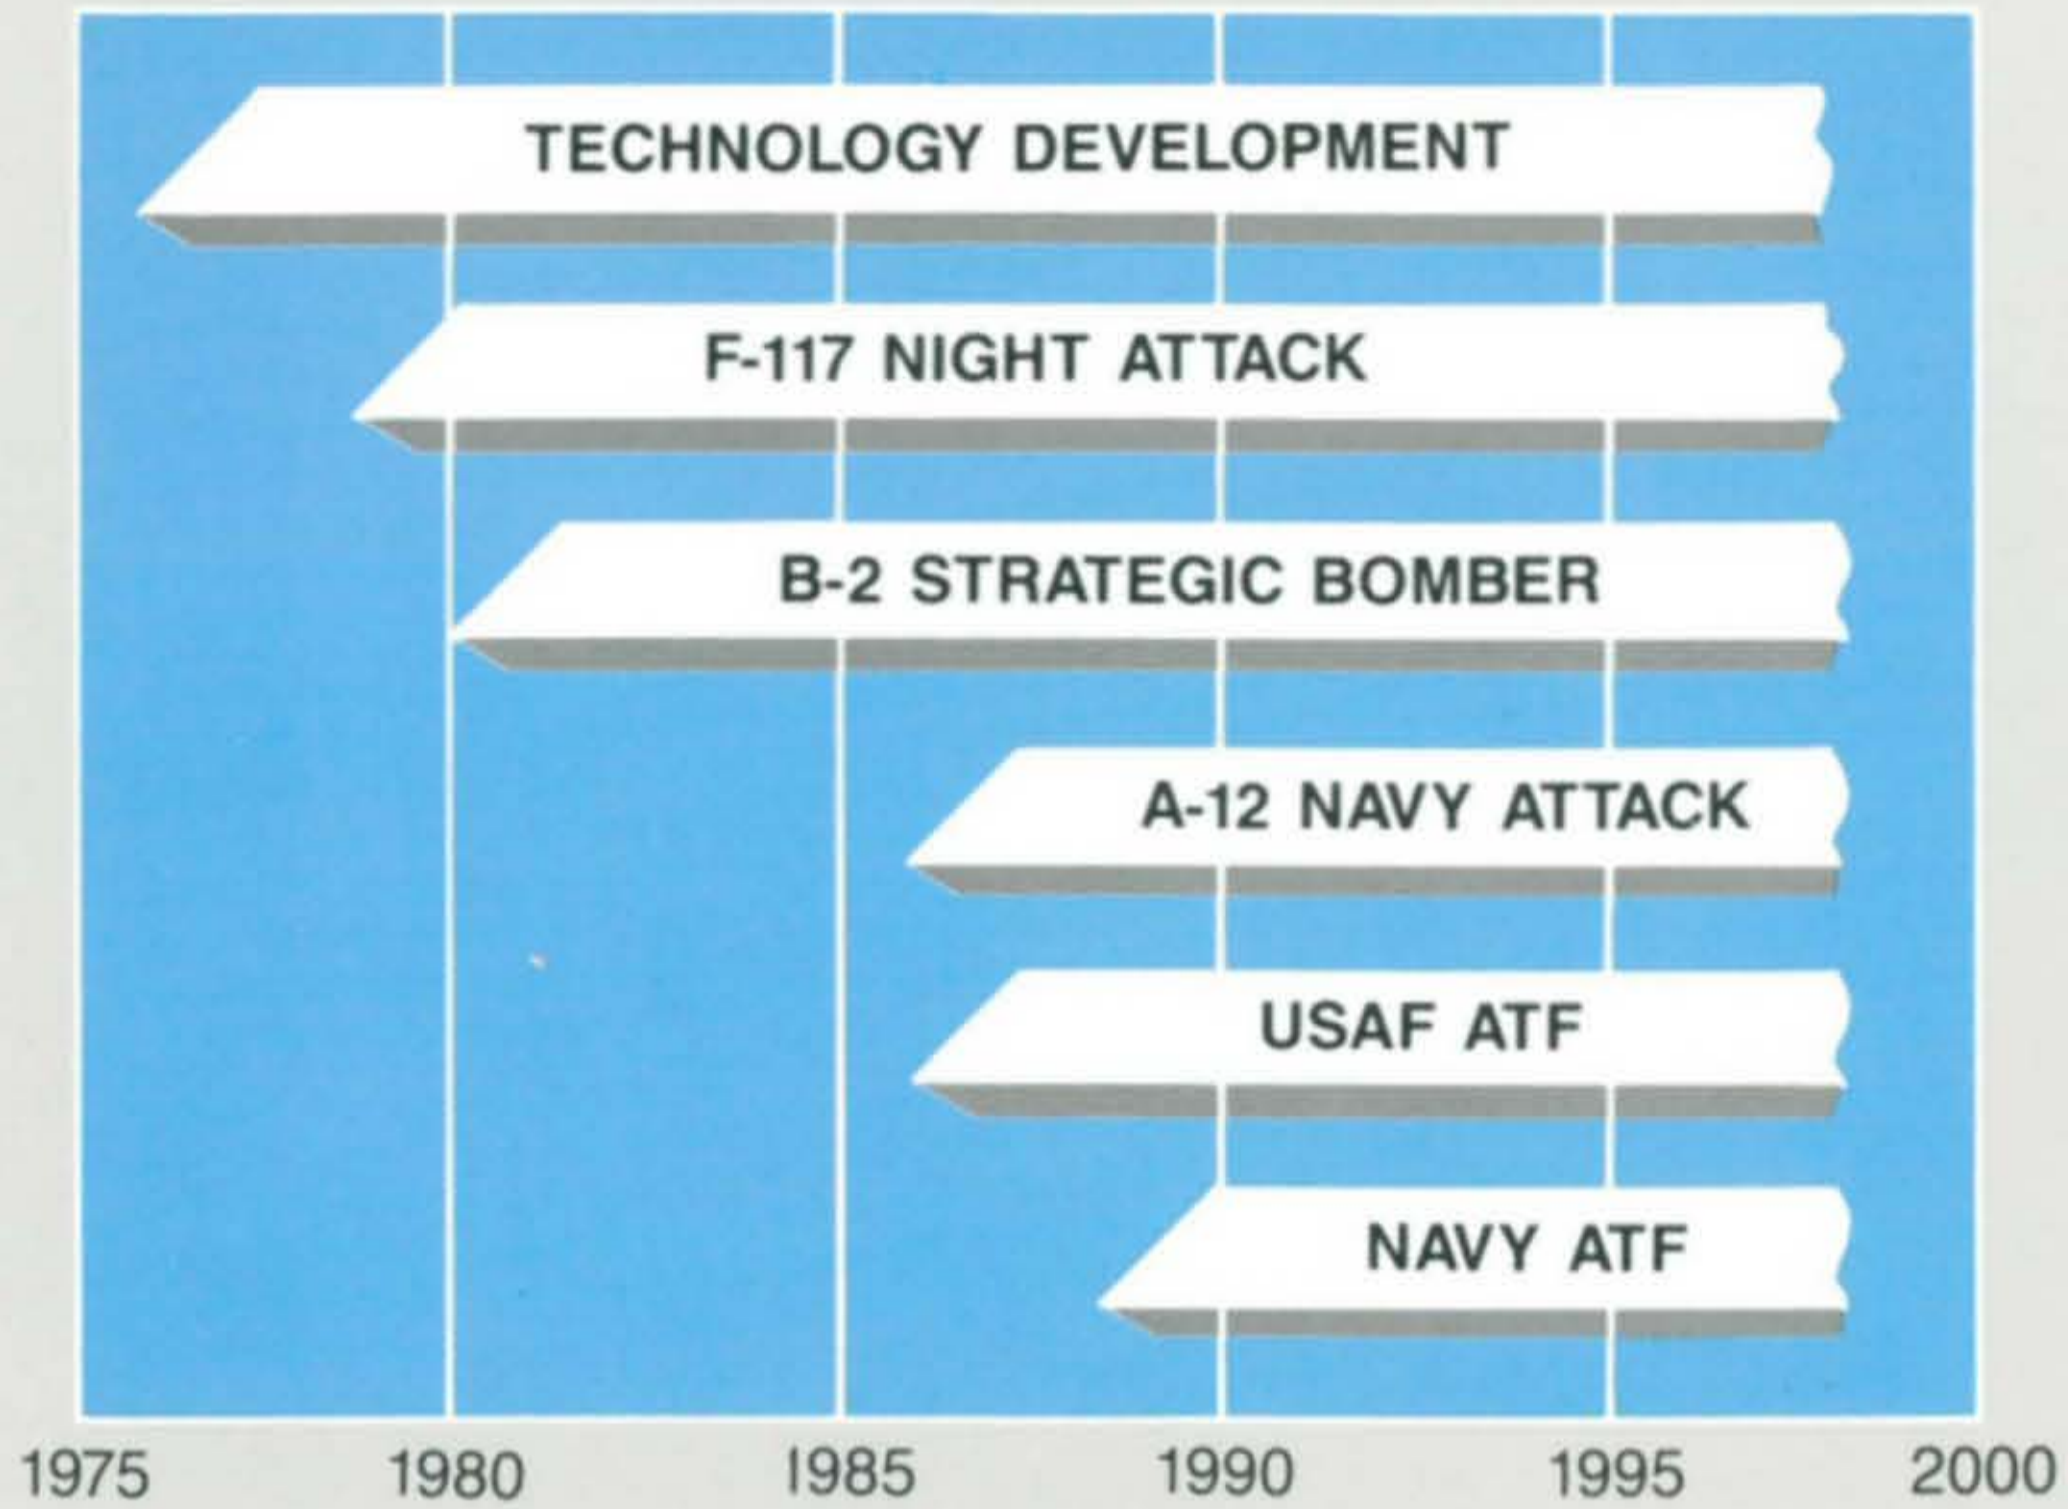 TECHNOLOGY DEVELOPMENT
F-117 NIGHT ATTACK
B-2 STRATEGIC BOMBER
A-12 NAVY ATTACK
USAF ATF
NAVY ATF
1975 1980 1985 1990 1995 2000